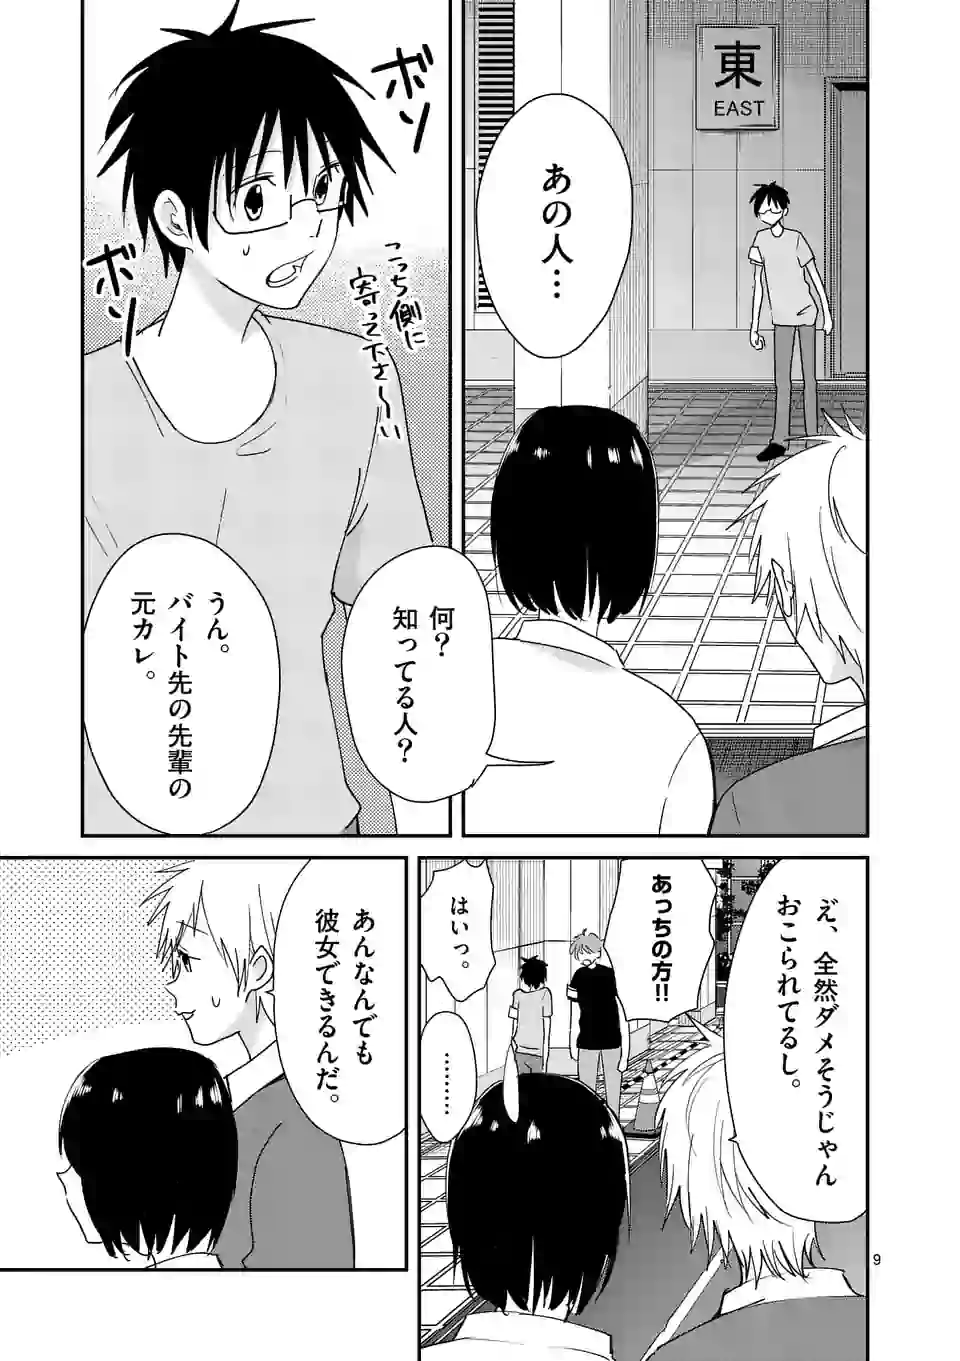 東
EAST
あの人…
何?
知ってる人?
ボソ
こっち側に
寄って下さ〜い
ボソ
うん。
バイト先の先輩の
元カレ。
え゛、全然ダメそうじゃん
おこられてるし。
あっちの方!!
はいっ。
………
あんなんでも
彼女できるんだ。
9